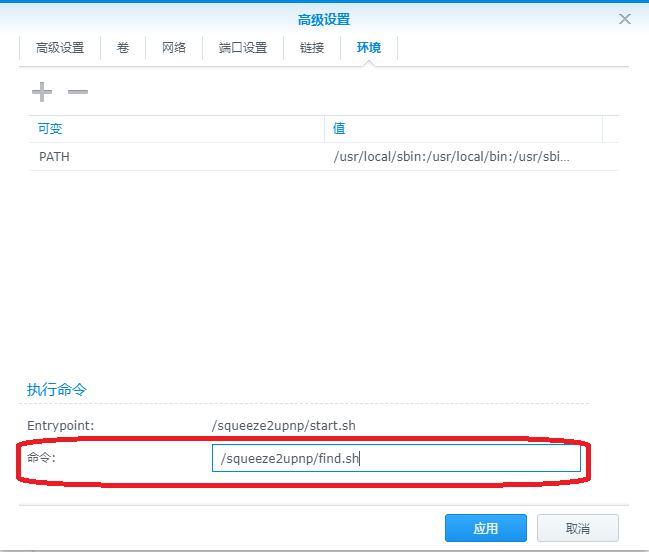 高级设置
高级设置 卷 网络 端口设置 链接 环境
可变 值
PATH /usr/local/sbin:/usr/local/bin:/usr/sbi...
执行命令
Entrypoint: /squeeze2upnp/start.sh
命令: /squeeze2upnp/find.sh
应用 取消